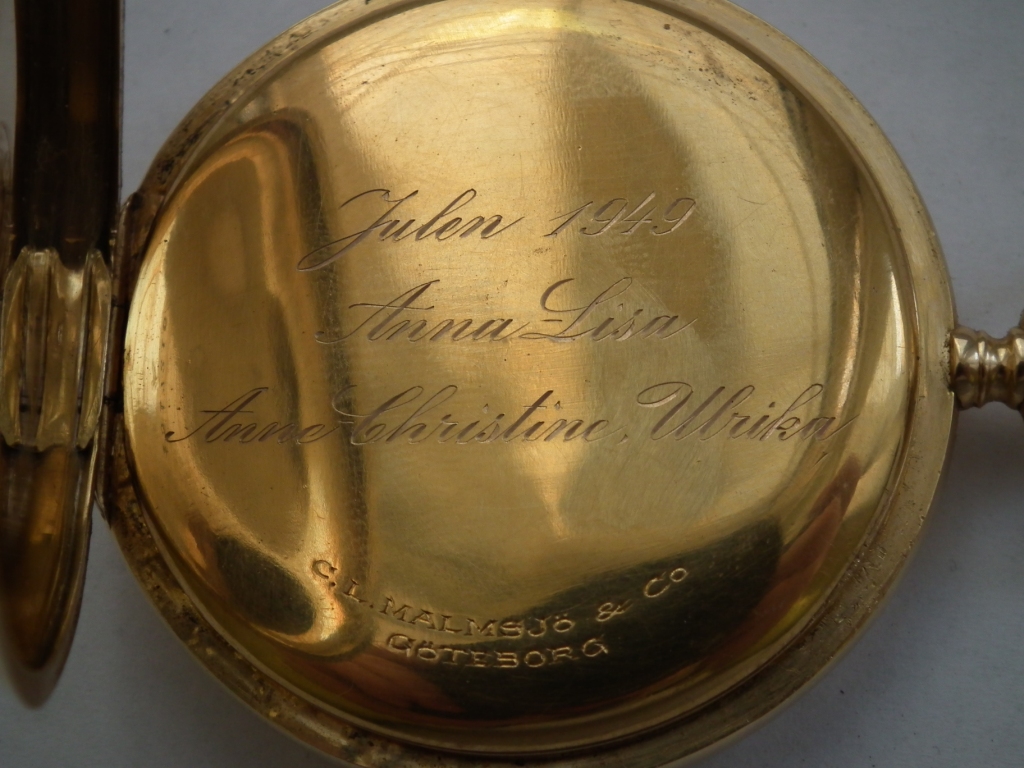 Julen 1949
Anna-Lisa
Anne-Christine, Ulrika,
C. L. MALMSJÖ & Co
GÖTEBORG